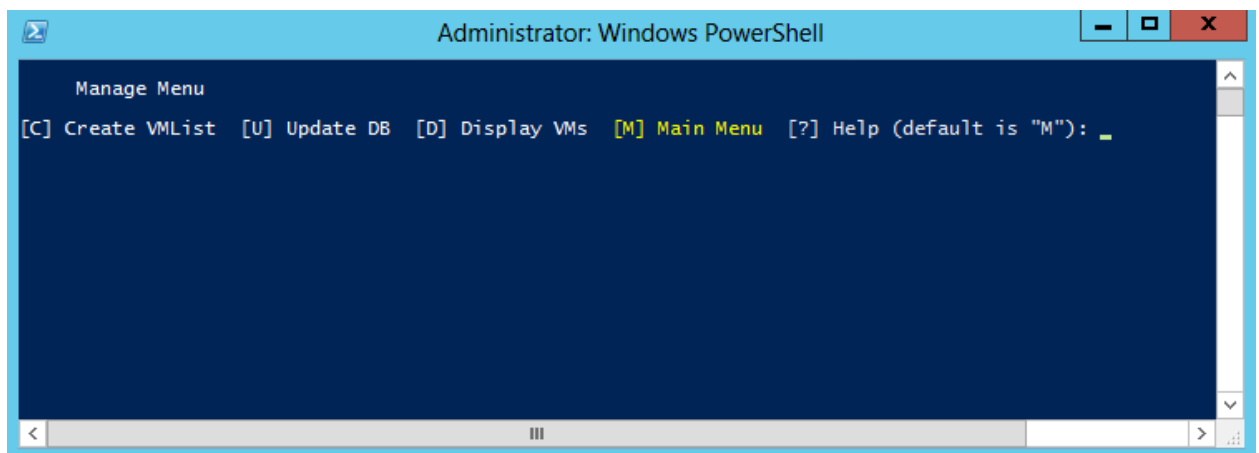 Administrator: Windows PowerShell
Manage Menu
[C] Create VMList [U] Update DB [D] Display VMs [M] Main Menu [?] Help (default is "M"):